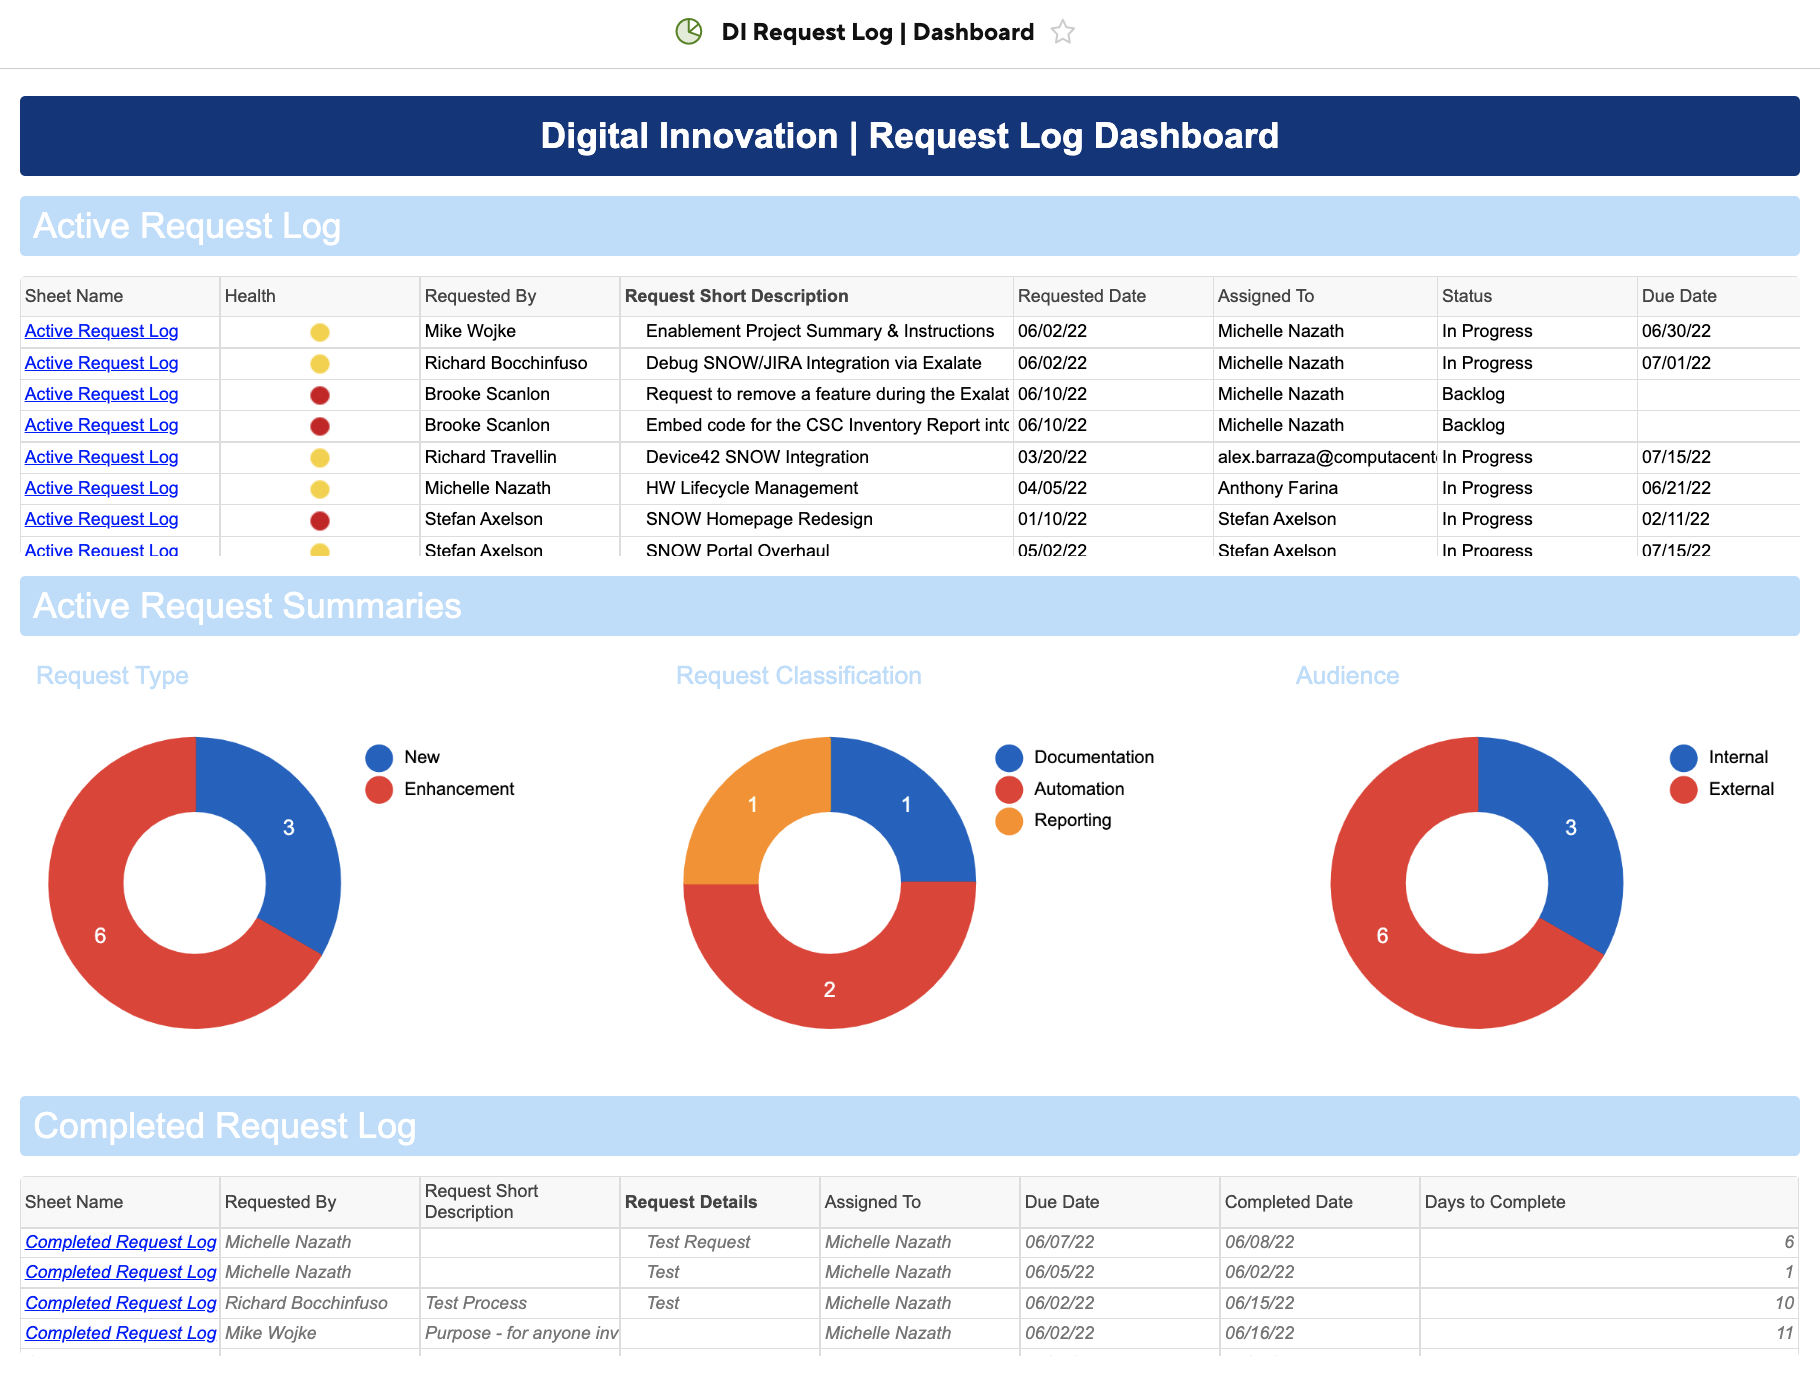 DI Request Log | Dashboard
Digital Innovation | Request Log Dashboard
Active Request Log
Sheet Name Health Requested By Request Short Description Requested Date Assigned To Status Due Date
Active Request Log Mike Wojke Enablement Project Summary & Instructions 06/02/22 Michelle Nazath In Progress 06/30/22
Active Request Log Richard Bocchinfuso Debug SNOW/JIRA Integration via Exalate 06/02/22 Michelle Nazath In Progress 07/01/22
Active Request Log Brooke Scanlon Request to remove a feature during the Exalat 06/10/22 Michelle Nazath Backlog
Active Request Log Brooke Scanlon Embed code for the CSC Inventory Report into 06/10/22 Michelle Nazath Backlog
Active Request Log Richard Travellin Device42 SNOW Integration 03/20/22 alex.barraza@computacent In Progress 07/15/22
Active Request Log Michelle Nazath HW Lifecycle Management 04/05/22 Anthony Farina In Progress 06/21/22
Active Request Log Stefan Axelson SNOW Homepage Redesign 01/10/22 Stefan Axelson In Progress 02/11/22
Active Request Log Stefan Axelson SNOW Portal Overhaul 05/02/22 Stefan Axelson In Progress 07/15/22
Active Request Summaries
Request Type
New
Enhancement
3
6
Request Classification
Documentation
Automation
Reporting
1
1
2
Audience
Internal
External
3
6
Completed Request Log
Sheet Name Requested By Request Short Description Request Details Assigned To Due Date Completed Date Days to Complete
Completed Request Log Michelle Nazath Test Request Michelle Nazath 06/07/22 06/08/22 6
Completed Request Log Michelle Nazath Test Michelle Nazath 06/05/22 06/02/22 1
Completed Request Log Richard Bocchinfuso Test Process Test Michelle Nazath 06/02/22 06/15/22 10
Completed Request Log Mike Wojke Purpose - for anyone inv Michelle Nazath 06/02/22 06/16/22 11